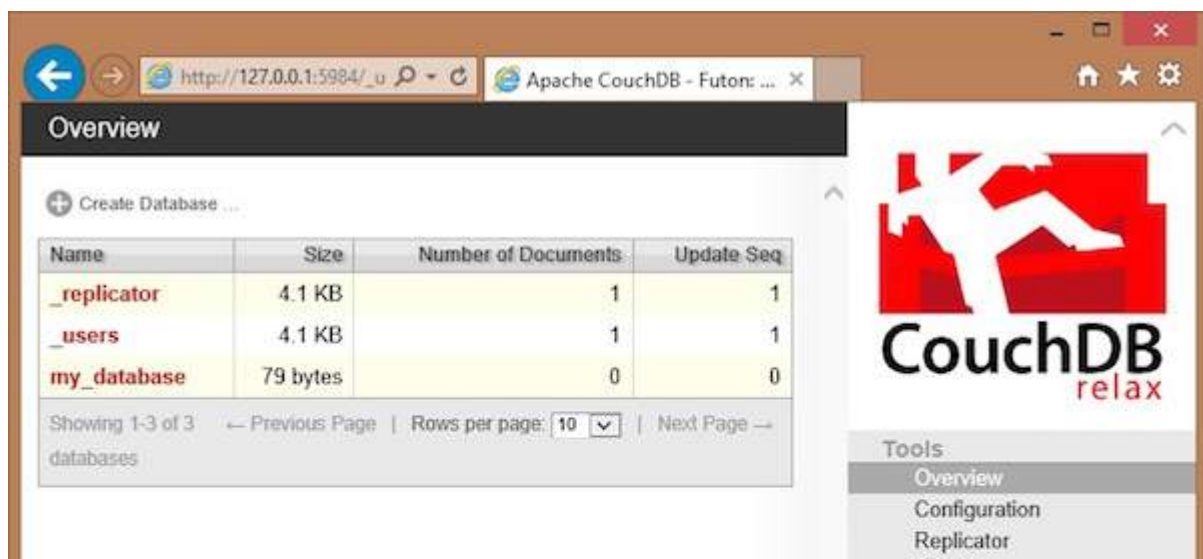 http://127.0.0.1:5984/_u
Apache CouchDB - Futon: ...
Overview
Create Database ...
Name Size Number of Documents Update Seq
_replicator 4.1 KB 1 1
_users 4.1 KB 1 1
my_database 79 bytes 0 0
Showing 1-3 of 3 ← Previous Page | Rows per page: 10 | Next Page →
databases
CouchDB
relax
Tools
Overview
Configuration
Replicator